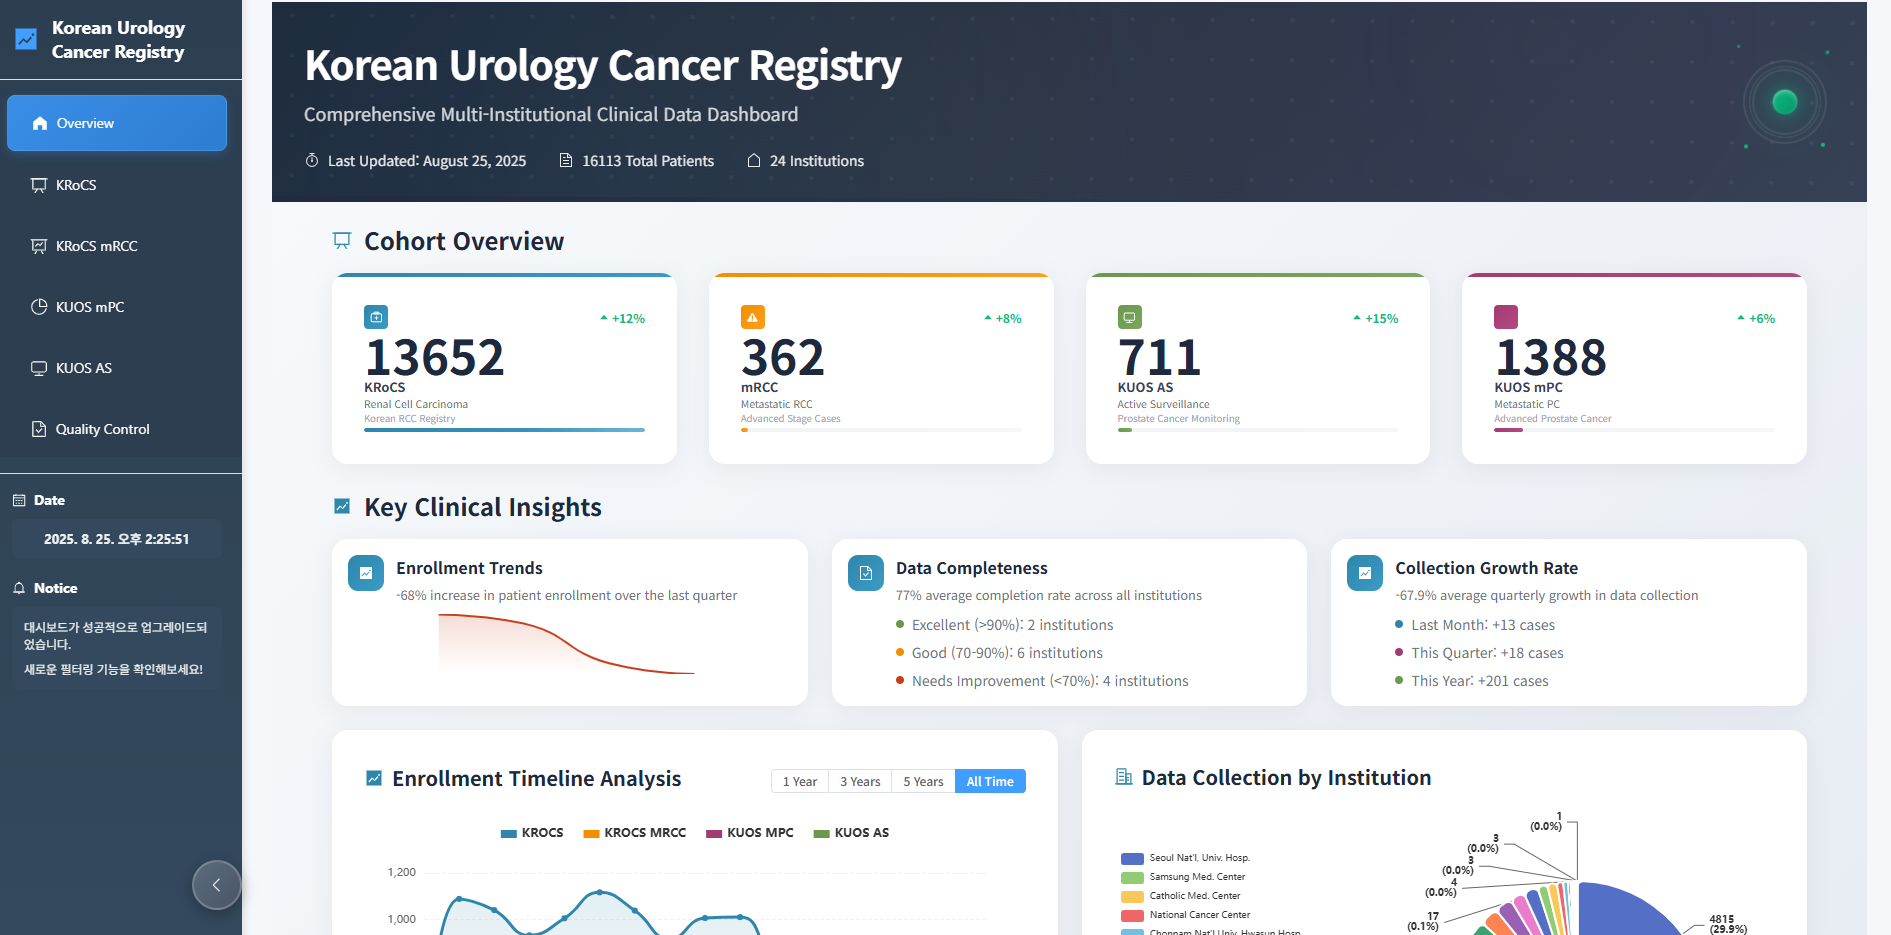 Korean Urology
Cancer Registry
Overview
KRoCS
KRoCS mRCC
KUOS mPC
KUOS AS
Quality Control
Date
2025. 8. 25. 오후 2:25:51
Notice
대시보드가 성공적으로 업그레이드되
었습니다.
새로운 필터링 기능을 확인해보세요!
Korean Urology Cancer Registry
Comprehensive Multi-Institutional Clinical Data Dashboard
Last Updated: August 25, 2025 16113 Total Patients 24 Institutions
Cohort Overview
+12%
13652
KRoCS
Renal Cell Carcinoma
Korean RCC Registry
+8%
362
mRCC
Metastatic RCC
Advanced Stage Cases
+15%
711
KUOS AS
Active Surveillance
Prostate Cancer Monitoring
+6%
1388
KUOS mPC
Metastatic PC
Advanced Prostate Cancer
Key Clinical Insights
Enrollment Trends
-68% increase in patient enrollment over the last quarter
Data Completeness
77% average completion rate across all institutions
Excellent (>90%): 2 institutions
Good (70-90%): 6 institutions
Needs Improvement (<70%): 4 institutions
Collection Growth Rate
-67.9% average quarterly growth in data collection
Last Month: +13 cases
This Quarter: +18 cases
This Year: +201 cases
Enrollment Timeline Analysis
1 Year 3 Years 5 Years All Time
KROCS KROCS MRCC KUOS MPC KUOS AS
1,200
1,000
Data Collection by Institution
Seoul Nat'l, Univ. Hosp.
Samsung Med. Center
Catholic Med. Center
National Cancer Center
Chonnam Nat'l Univ. Hwasun Hosp.
1
(0.0%)
3
(0.0%)
3
(0.0%)
4
(0.0%)
17
(0.1%)
4815
(29.9%)